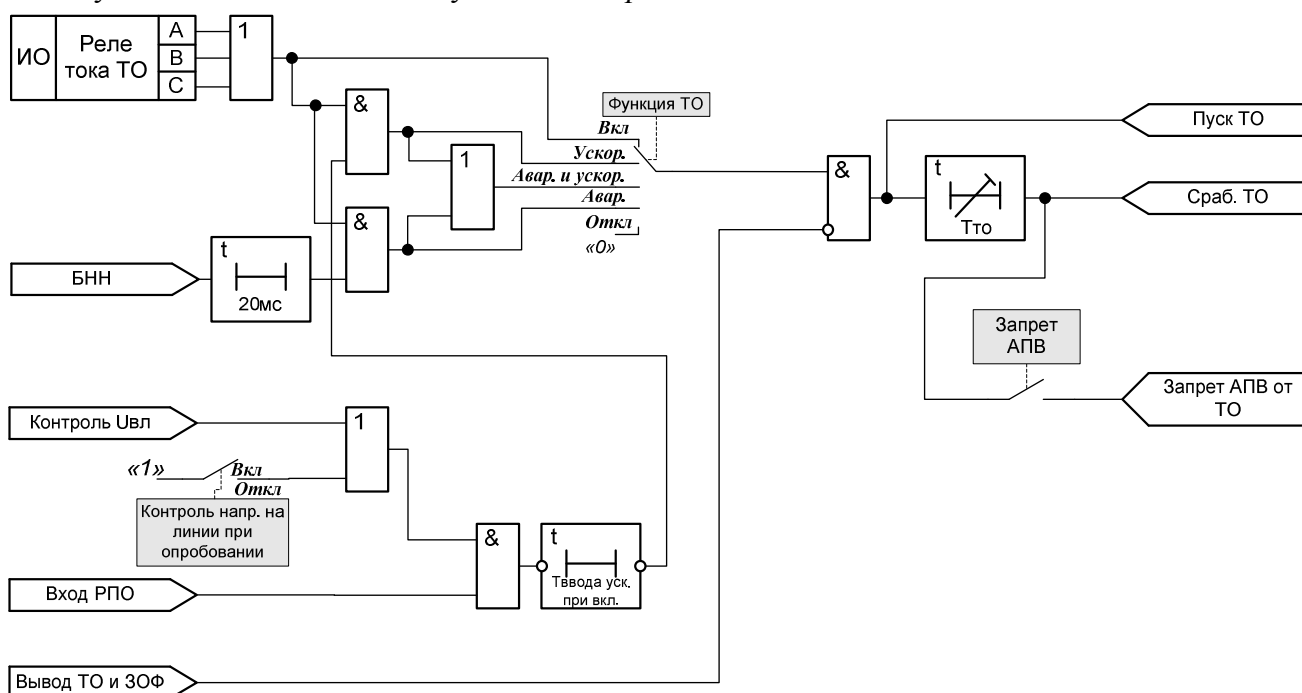 ИО
Реле
тока ТО
A
B
C
1
&
Функция ТО
Вкл
Ускор.
Авар. и ускор.
Авар.
Откл
«0»
1
&
&
Пуск ТО
t
Тто
Сраб. ТО
БНН
t
20мс
Запрет
АПВ
Запрет АПВ от
ТО
Контроль Uвл
1
«1»
Вкл
Откл
Контроль напр. на
линии при
опробовании
&
t
Tввода уск.
при вкл.
Вход РПО
Вывод ТО и ЗОФ